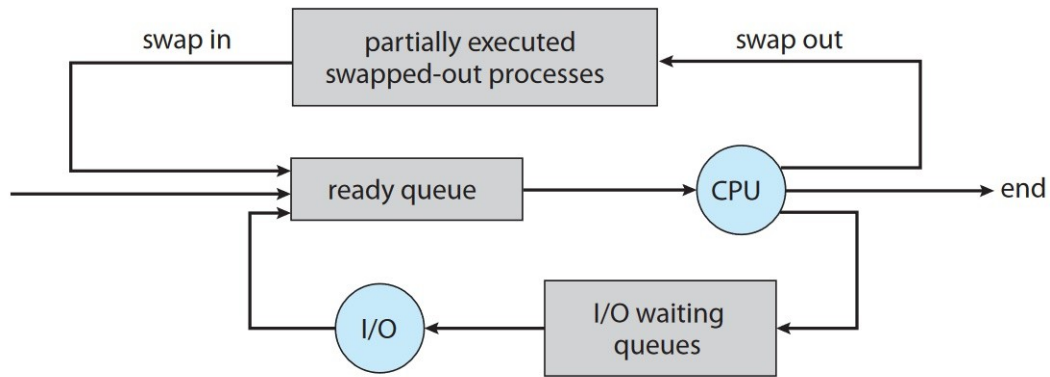 swap in
partially executed
swapped-out processes
swap out
ready queue
CPU
end
I/O
I/O waiting
queues